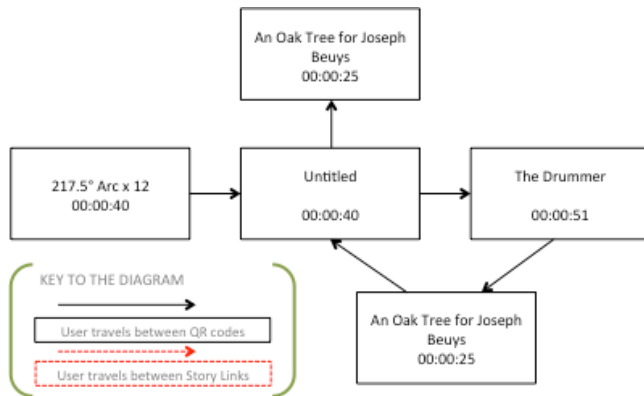 An Oak Tree for Joseph
Beuys
00:00:25
217.5° Arc x 12
00:00:40
Untitled
00:00:40
The Drummer
00:00:51
KEY TO THE DIAGRAM
User travels between QR codes
User travels between Story Links
An Oak Tree for Joseph
Beuys
00:00:25